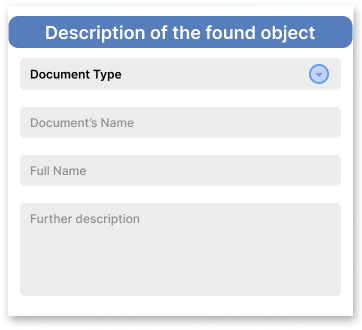 Description of the found object
Document Type
Document's Name
Full Name
Further description